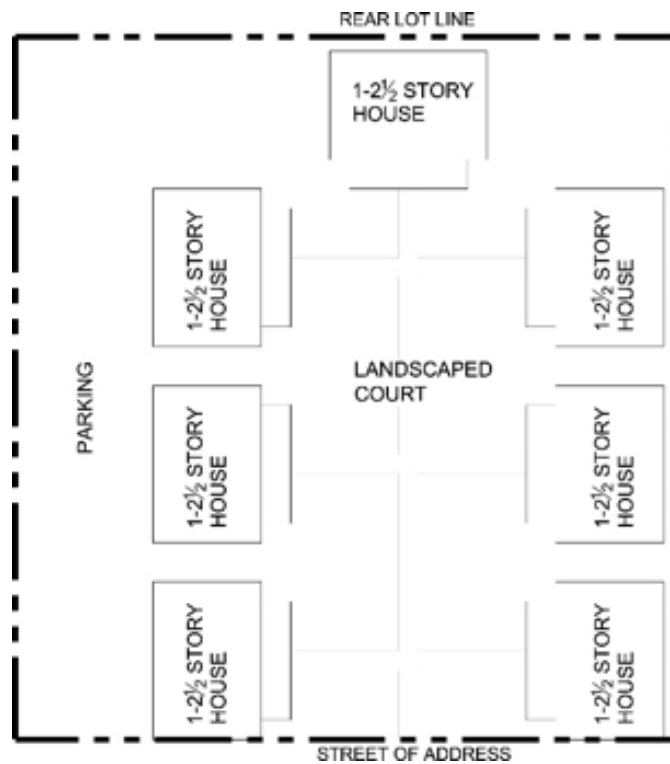 REAR LOT LINE
1-2½ STORY
HOUSE
1-2½ STORY
HOUSE
1-2½ STORY
HOUSE
LANDSCAPED
COURT
PARKING
1-2½ STORY
HOUSE
1-2½ STORY
HOUSE
1-2½ STORY
HOUSE
1-2½ STORY
HOUSE
STREET OF ADDRESS